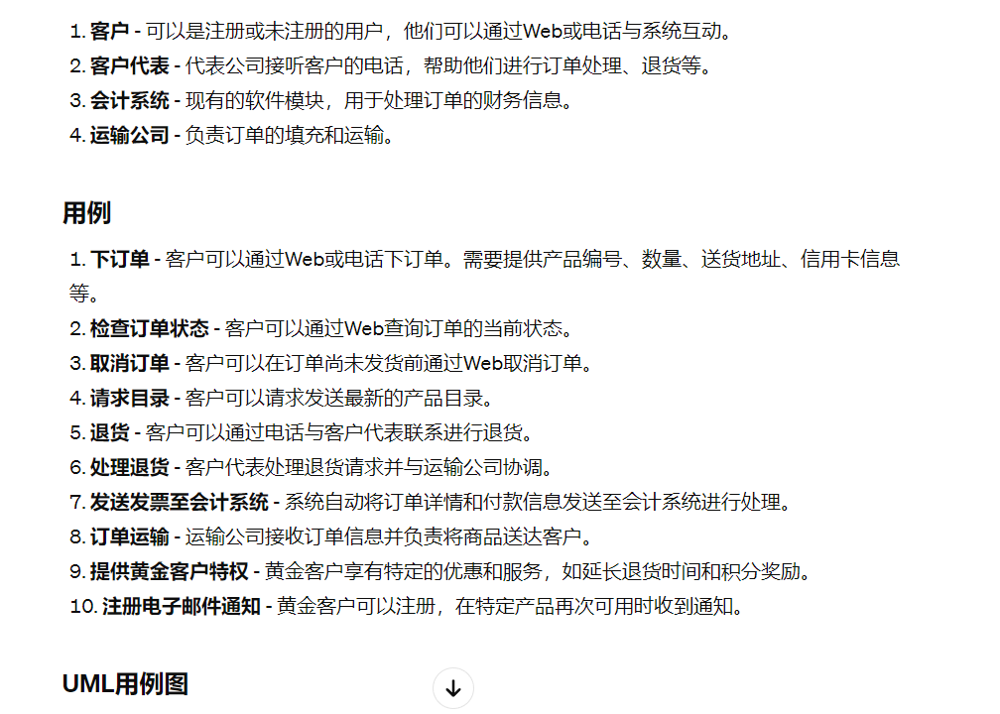 1. 客户 - 可以是注册或未注册的用户，他们可以通过Web或电话与系统互动。
2. 客户代表 - 代表公司接听客户的电话，帮助他们进行订单处理、退货等。
3. 会计系统 - 现有的软件模块，用于处理订单的财务信息。
4. 运输公司 - 负责订单的填充和运输。
用例
1. 下订单 - 客户可以通过Web或电话下订单。需要提供产品编号、数量、送货地址、信用卡信息
等。
2. 检查订单状态 - 客户可以通过Web查询订单的当前状态。
3. 取消订单 - 客户可以在订单尚未发货前通过Web取消订单。
4. 请求目录 - 客户可以请求发送最新的产品目录。
5. 退货 - 客户可以通过电话与客户代表联系进行退货。
6. 处理退货 - 客户代表处理退货请求并与运输公司协调。
7. 发送发票至会计系统 - 系统自动将订单详情和付款信息发送至会计系统进行处理。
8. 订单运输 - 运输公司接收订单信息并负责将商品送达客户。
9. 提供黄金客户特权 - 黄金客户享有特定的优惠和服务，如延长退货时间和积分奖励。
10. 注册电子邮件通知 - 黄金客户可以注册，在特定产品再次可用时收到通知。
UML用例图